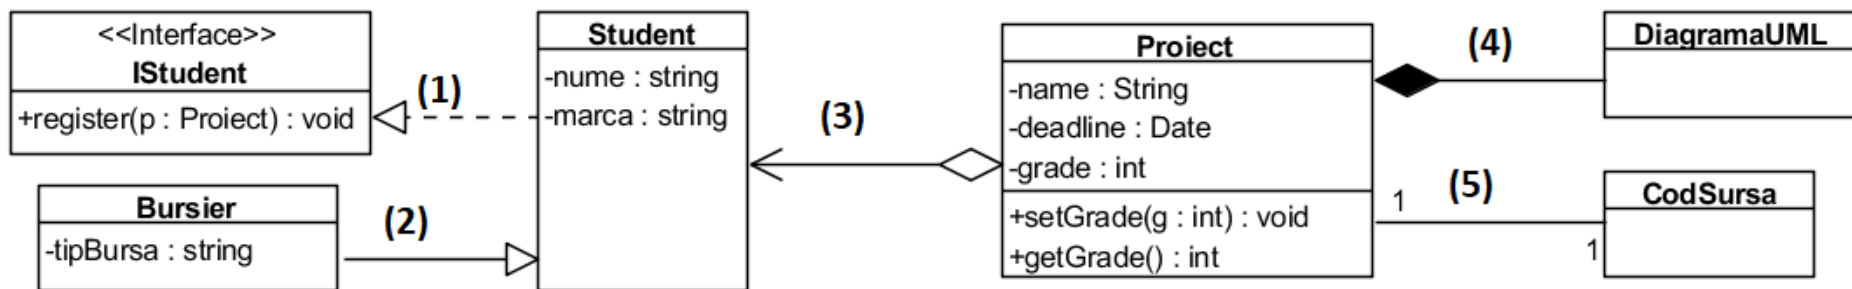 <<Interface>>
IStudent
+register(p : Proiect) : void
(1)
Bursier
-tipBursa : string
(2)
Student
-nume : string
-marca : string
(3)
Proiect
-name : String
-deadline : Date
-grade : int
+setGrade(g : int) : void
+getGrade() : int
(4)
DiagramaUML
1
(5)
1
CodSursa